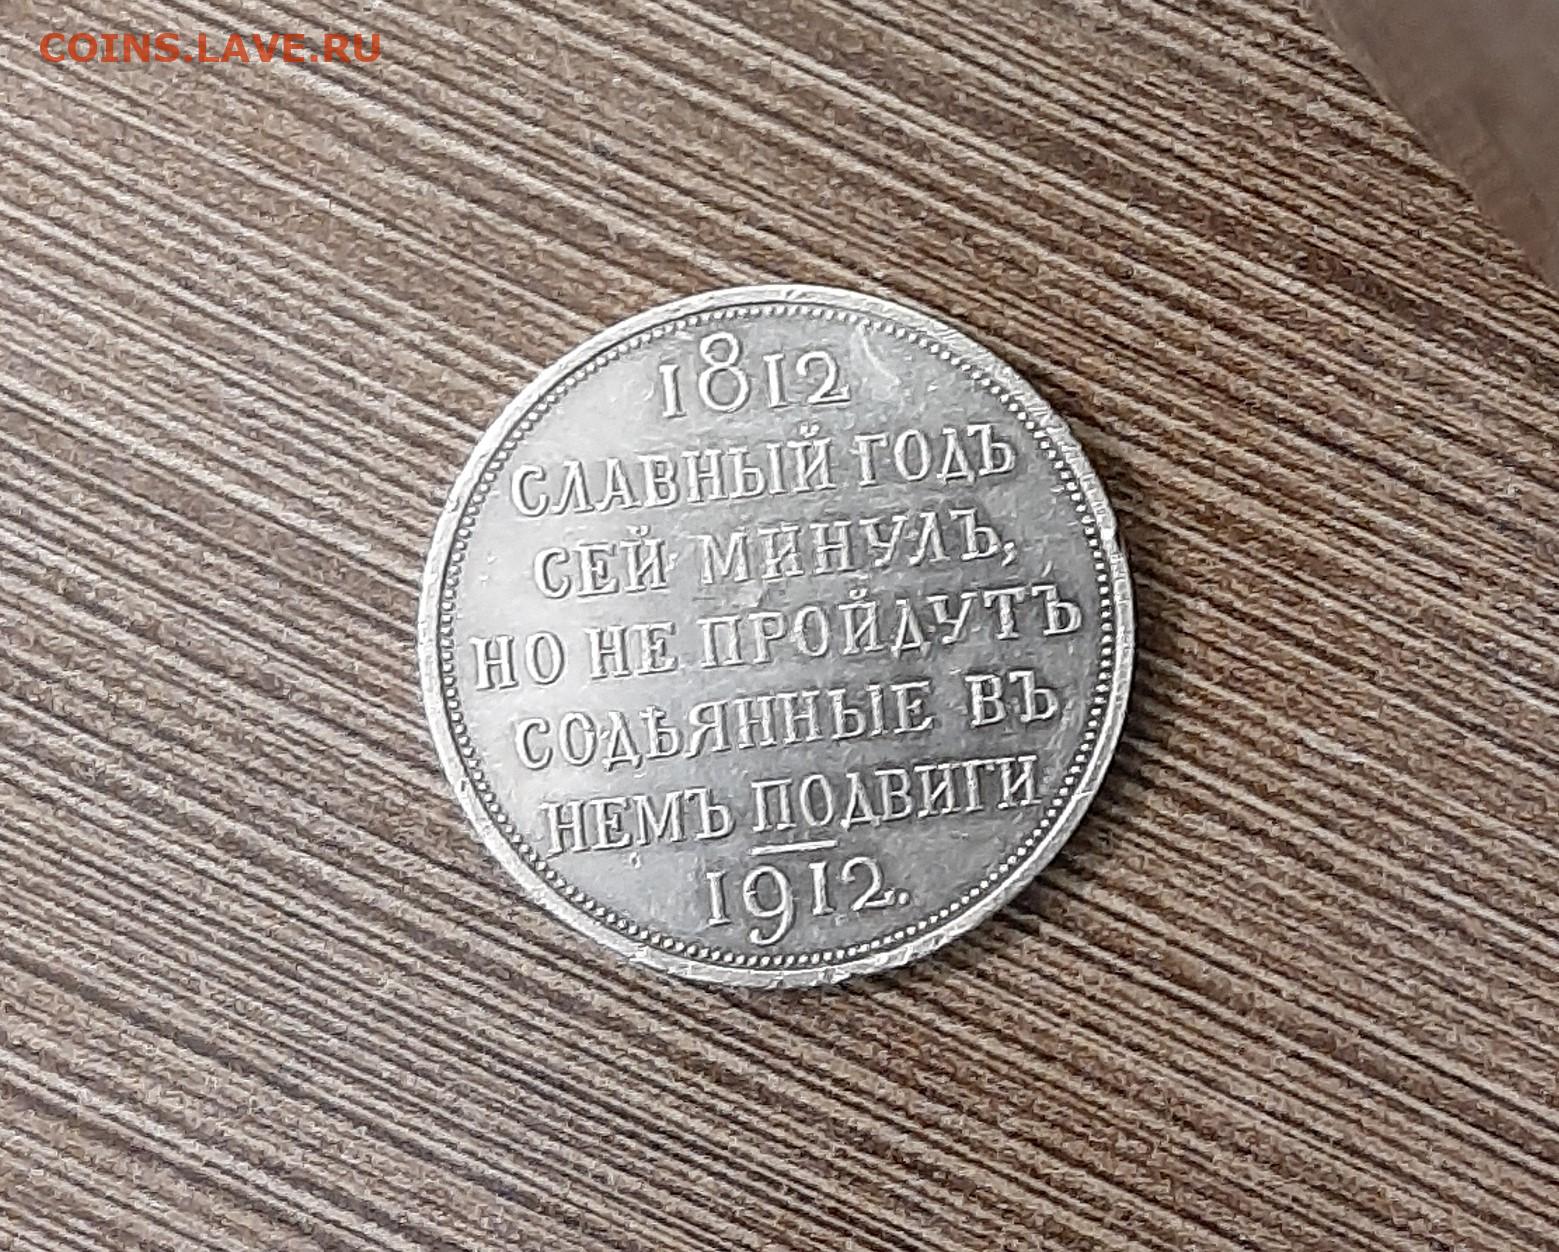 COINS.LAVE.RU
1812
СЛАВНЫЙ ГОДЪ
СЕЙ МИНУЛЪ,
НО НЕ ПРОЙДУТЪ
СОДѢЯННЫЕ ВЪ
НЕМЪ ПОДВИГИ
1912.